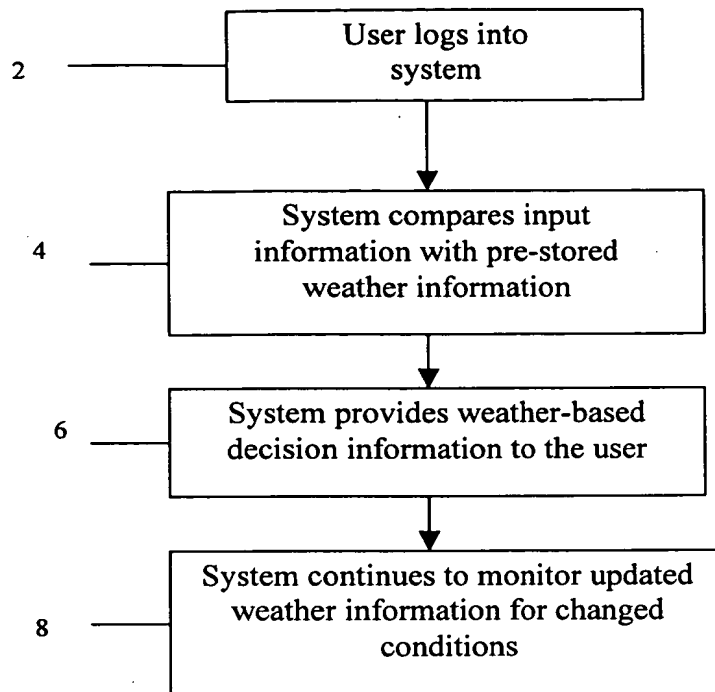 2
User logs into
system
4
System compares input
information with pre-stored
weather information
6
System provides weather-based
decision information to the user
8
System continues to monitor updated
weather information for changed
conditions